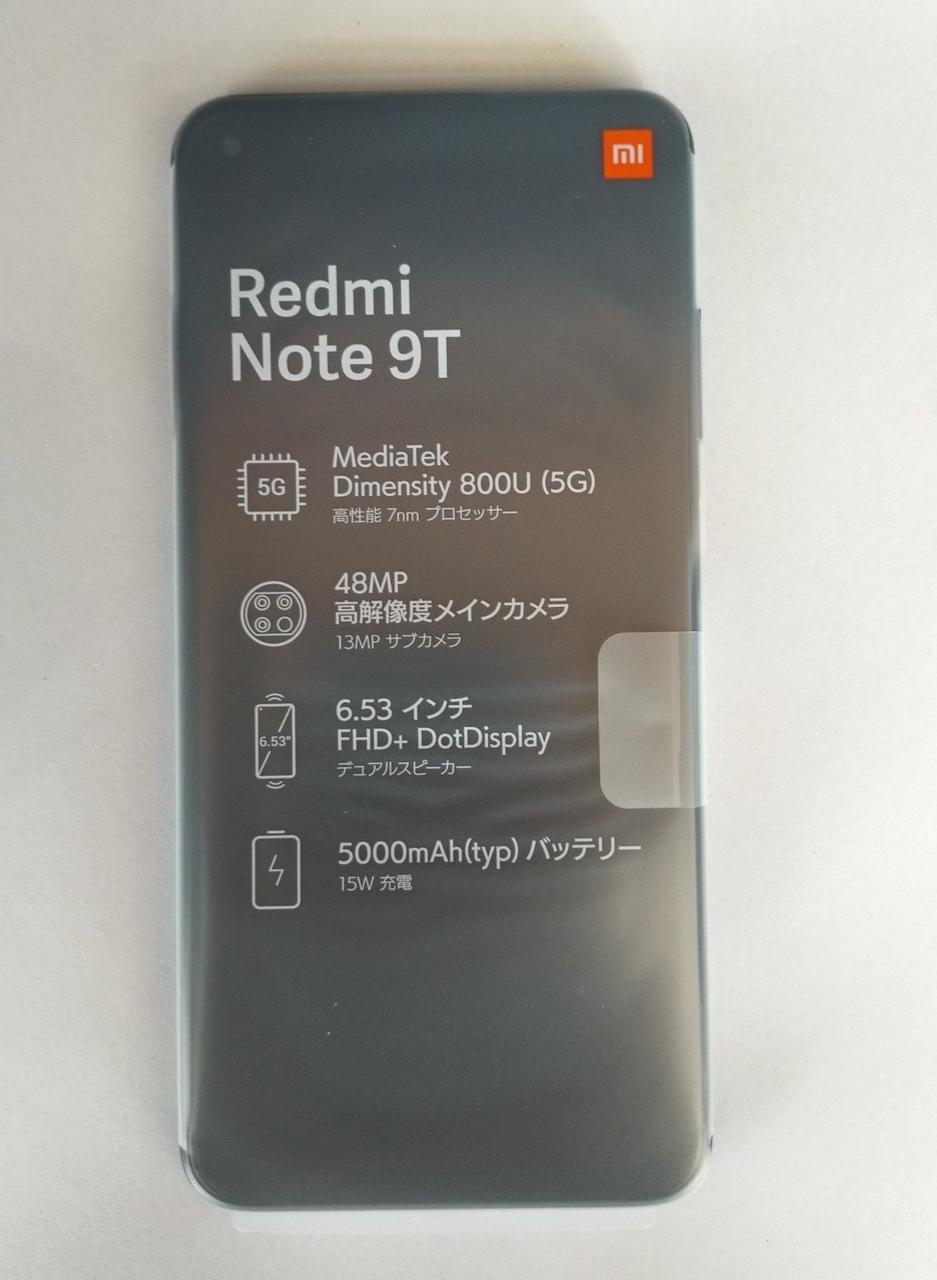 mi
Redmi
Note 9T
5G
MediaTek
Dimensity 800U (5G)
高性能 7nm プロセッサー
48MP
高解像度メインカメラ
13MP サブカメラ
6.53"
6.53 インチ
FHD+ DotDisplay
デュアルスピーカー
5000mAh(typ) バッテリー
15W 充電